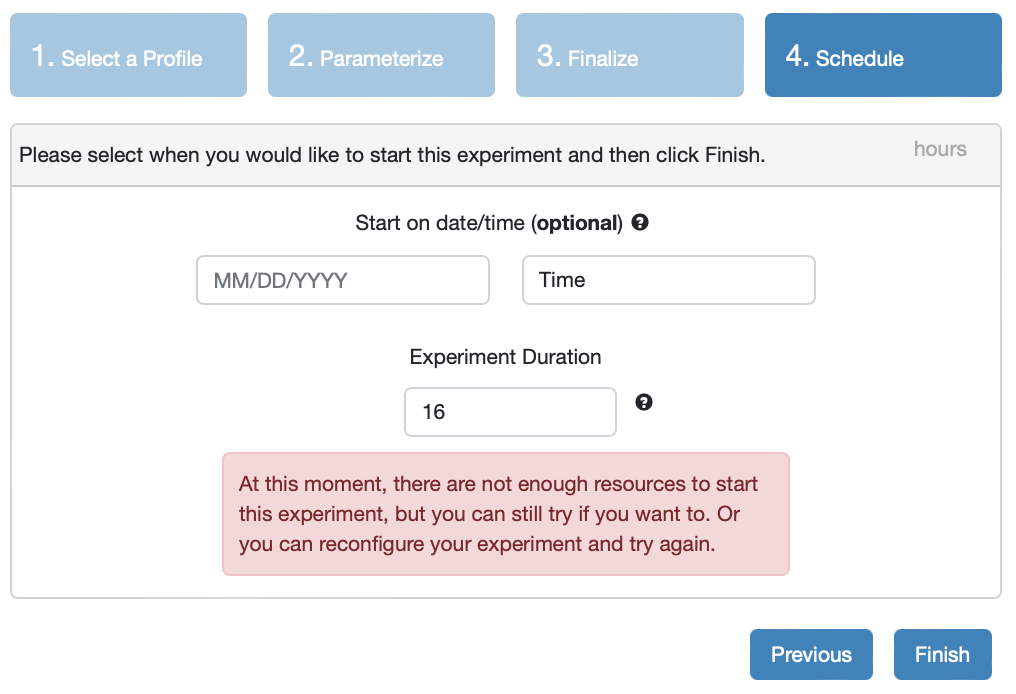 1. Select a Profile
2. Parameterize
3. Finalize
4. Schedule
Please select when you would like to start this experiment and then click Finish.
hours
Start on date/time (optional) ?
MM/DD/YYYY
Time
Experiment Duration
16
?
At this moment, there are not enough resources to start
this experiment, but you can still try if you want to. Or
you can reconfigure your experiment and try again.
Previous
Finish